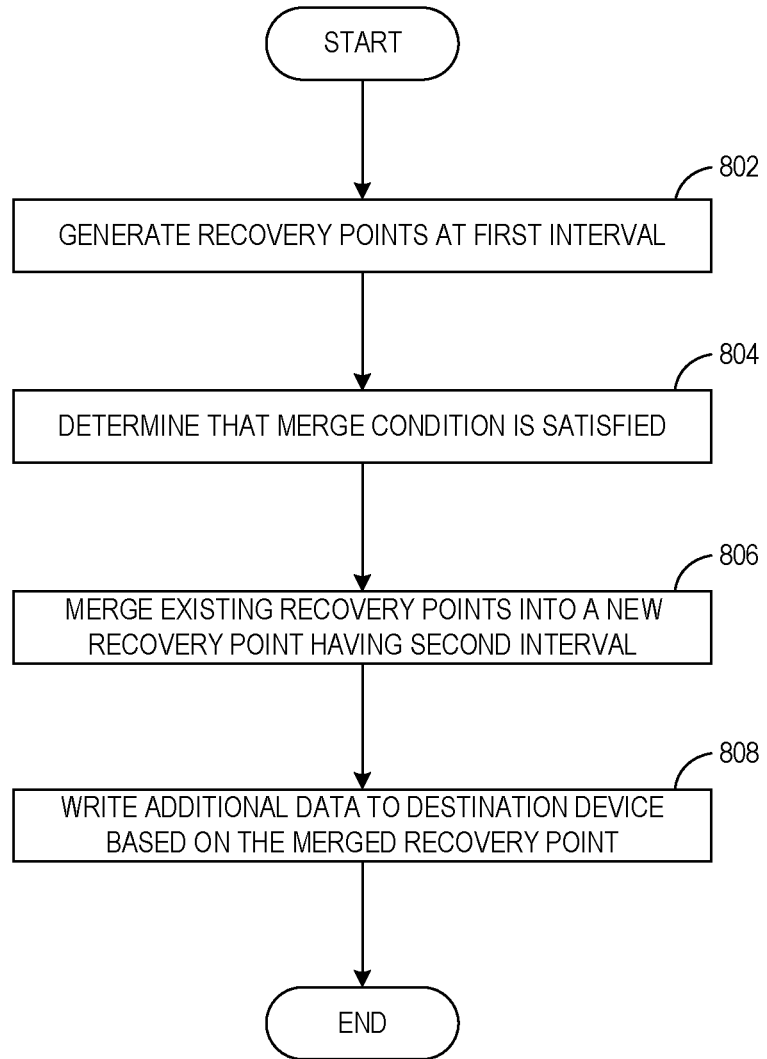 START
802
GENERATE RECOVERY POINTS AT FIRST INTERVAL
804
DETERMINE THAT MERGE CONDITION IS SATISFIED
806
MERGE EXISTING RECOVERY POINTS INTO A NEW
RECOVERY POINT HAVING SECOND INTERVAL
808
WRITE ADDITIONAL DATA TO DESTINATION DEVICE
BASED ON THE MERGED RECOVERY POINT
END